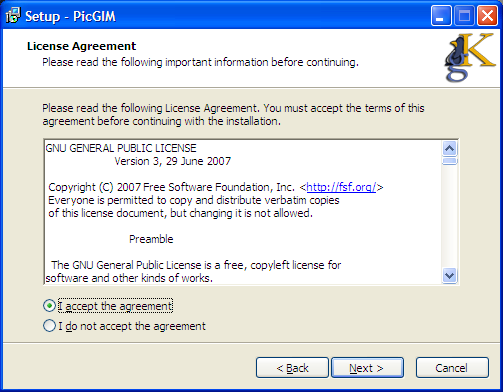 Setup - PicGIM
License Agreement
Please read the following important information before continuing.
gK
Please read the following License Agreement. You must accept the terms of this
agreement before continuing with the installation.
GNU GENERAL PUBLIC LICENSE
Version 3, 29 June 2007
Copyright (C) 2007 Free Software Foundation, Inc. <http://fsf.org/>
Everyone is permitted to copy and distribute verbatim copies
of this license document, but changing it is not allowed.
Preamble
The GNU General Public License is a free, copyleft license for
software and other kinds of works.
I accept the agreement
I do not accept the agreement
< Back Next > Cancel